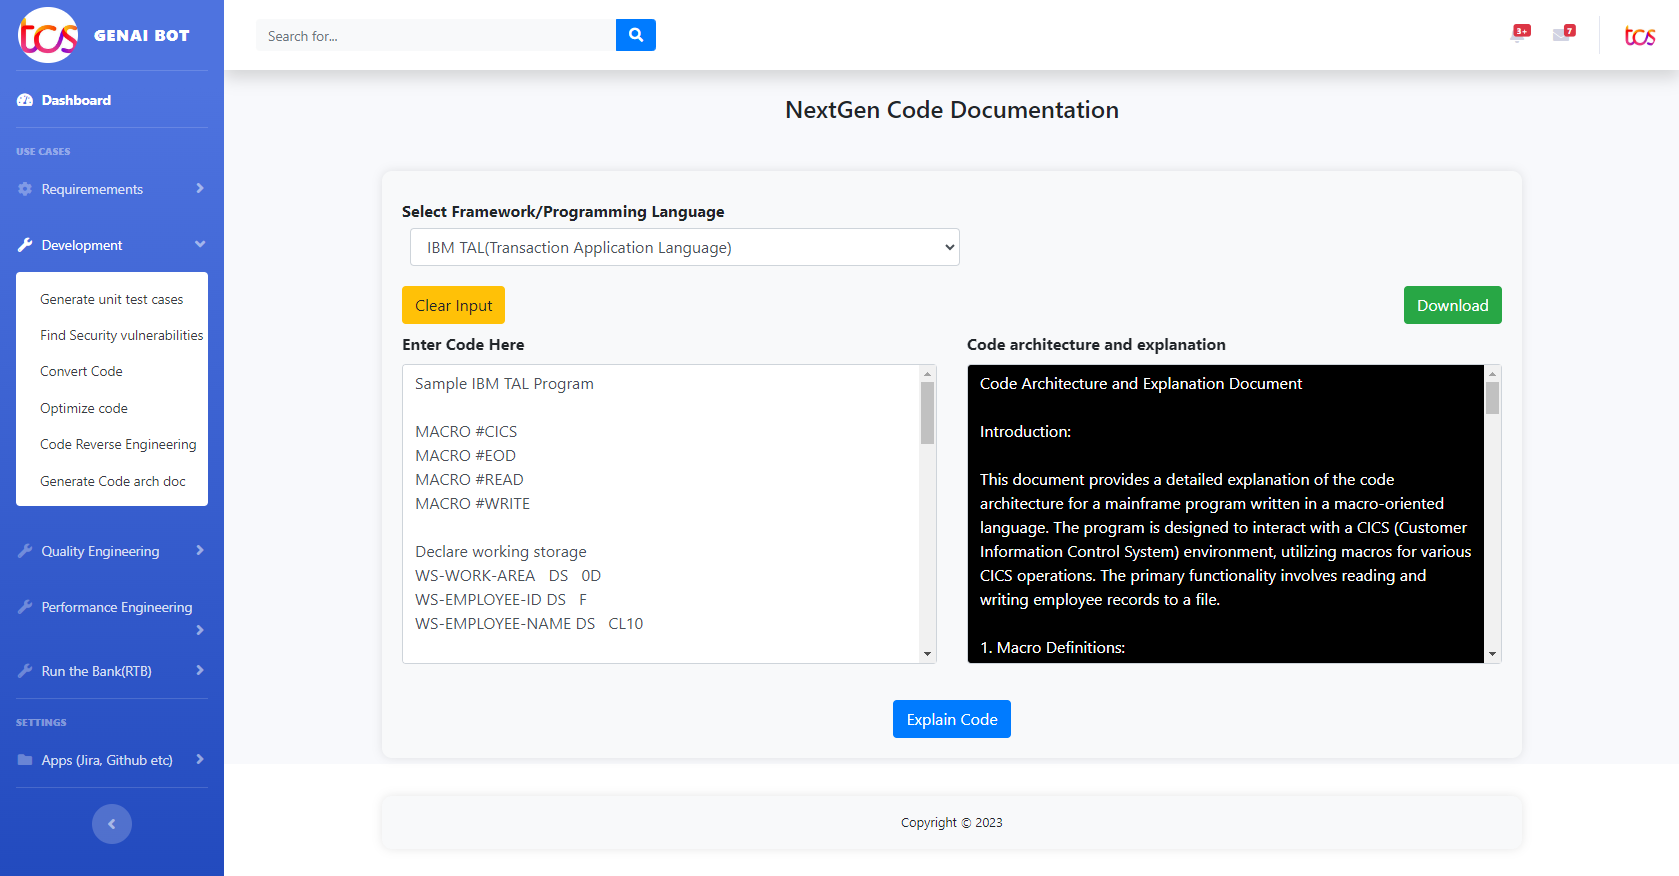 tcs GENAI BOT
Search for...
3+
7
tcs
Dashboard
USE CASES
Requiremements
Development
Generate unit test cases
Find Security vulnerabilities
Convert Code
Optimize code
Code Reverse Engineering
Generate Code arch doc
Quality Engineering
Performance Engineering
Run the Bank(RTB)
SETTINGS
Apps (Jira, Github etc)
NextGen Code Documentation
Select Framework/Programming Language
IBM TAL(Transaction Application Language)
Clear Input
Download
Enter Code Here
Sample IBM TAL Program
MACRO #CICS
MACRO #EOD
MACRO #READ
MACRO #WRITE
Declare working storage
WS-WORK-AREA   DS   0D
WS-EMPLOYEE-ID DS   F
WS-EMPLOYEE-NAME DS   CL10
Code architecture and explanation
Code Architecture and Explanation Document
Introduction:
This document provides a detailed explanation of the code
architecture for a mainframe program written in a macro-oriented
language. The program is designed to interact with a CICS (Customer
Information Control System) environment, utilizing macros for various
CICS operations. The primary functionality involves reading and
writing employee records to a file.
1. Macro Definitions:
Explain Code
Copyright © 2023